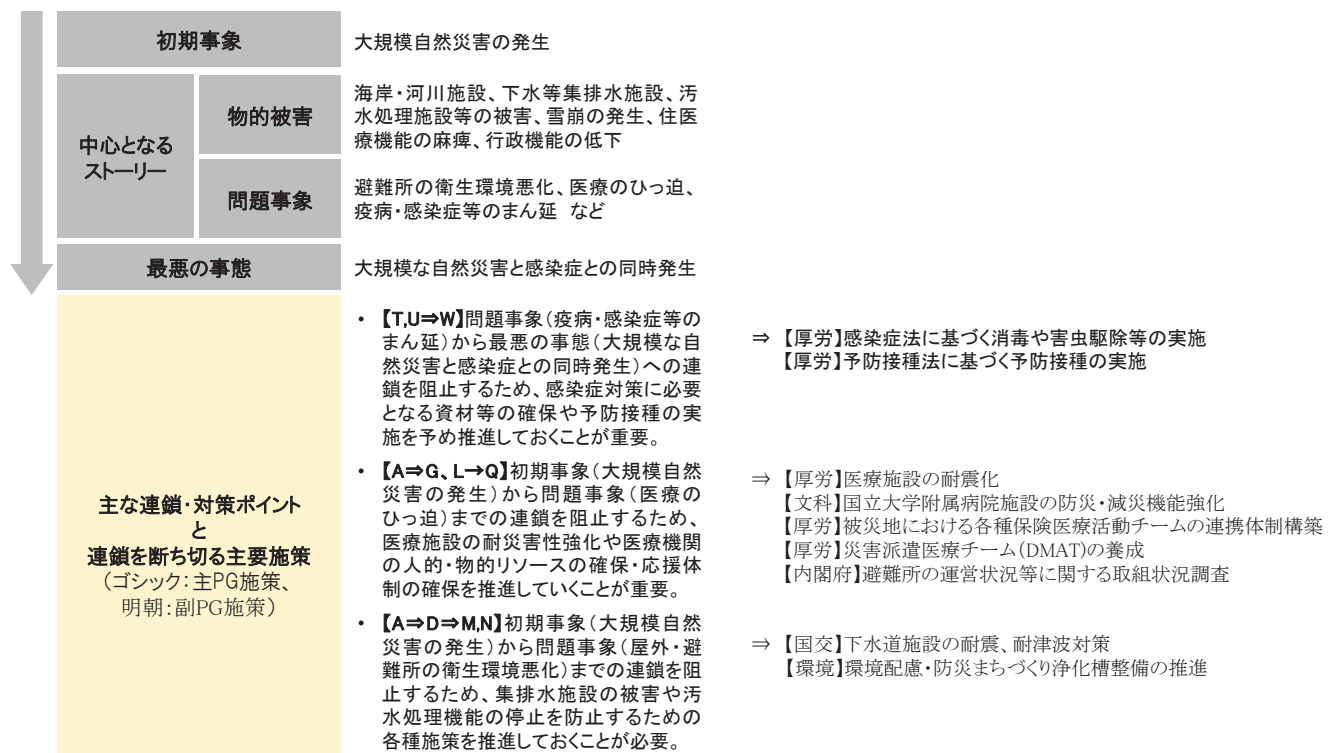 初期事象
大規模自然災害の発生
中心となる
ストーリー
物的被害
海岸・河川施設、下水等集排水施設、汚
水処理施設等の被害、雪崩の発生、住医
療機能の麻痺、行政機能の低下
問題事象
避難所の衛生環境悪化、医療のひっ迫、
疫病・感染症等のまん延 など
最悪の事態
大規模な自然災害と感染症との同時発生
主な連鎖・対策ポイント
と
連鎖を断ち切る主要施策
（ゴシック：主PG施策、
明朝：副PG施策）
・ 【T,U⇒W】問題事象（疫病・感染症等の
まん延）から最悪の事態（大規模な自
然災害と感染症との同時発生）への連
鎖を阻止するため、感染症対策に必要
となる資材等の確保や予防接種の実
施を予め推進しておくことが重要。
⇒ 【厚労】感染症法に基づく消毒や害虫駆除等の実施
【厚労】予防接種法に基づく予防接種の実施
・ 【A⇒G、L→Q】初期事象（大規模自然
災害の発生）から問題事象（医療の
ひっ迫）までの連鎖を阻止するため、
医療施設の耐災害性強化や医療機関
の人的・物的リソースの確保・応援体
制の確保を推進していくことが重要。
⇒ 【厚労】医療施設の耐震化
【文科】国立大学附属病院施設の防災・減災機能強化
【厚労】被災地における各種保険医療活動チームの連携体制構築
【厚労】災害派遣医療チーム(DMAT)の養成
【内閣府】避難所の運営状況等に関する取組状況調査
・ 【A⇒D⇒M,N】初期事象（大規模自然
災害の発生）から問題事象（屋外・避
難所の衛生環境悪化）までの連鎖を阻
止するため、集排水施設の被害や汚
水処理機能の停止を防止するための
各種施策を推進しておくことが必要。
⇒ 【国交】下水道施設の耐震、耐津波対策
【環境】環境配慮・防災まちづくり浄化槽整備の推進